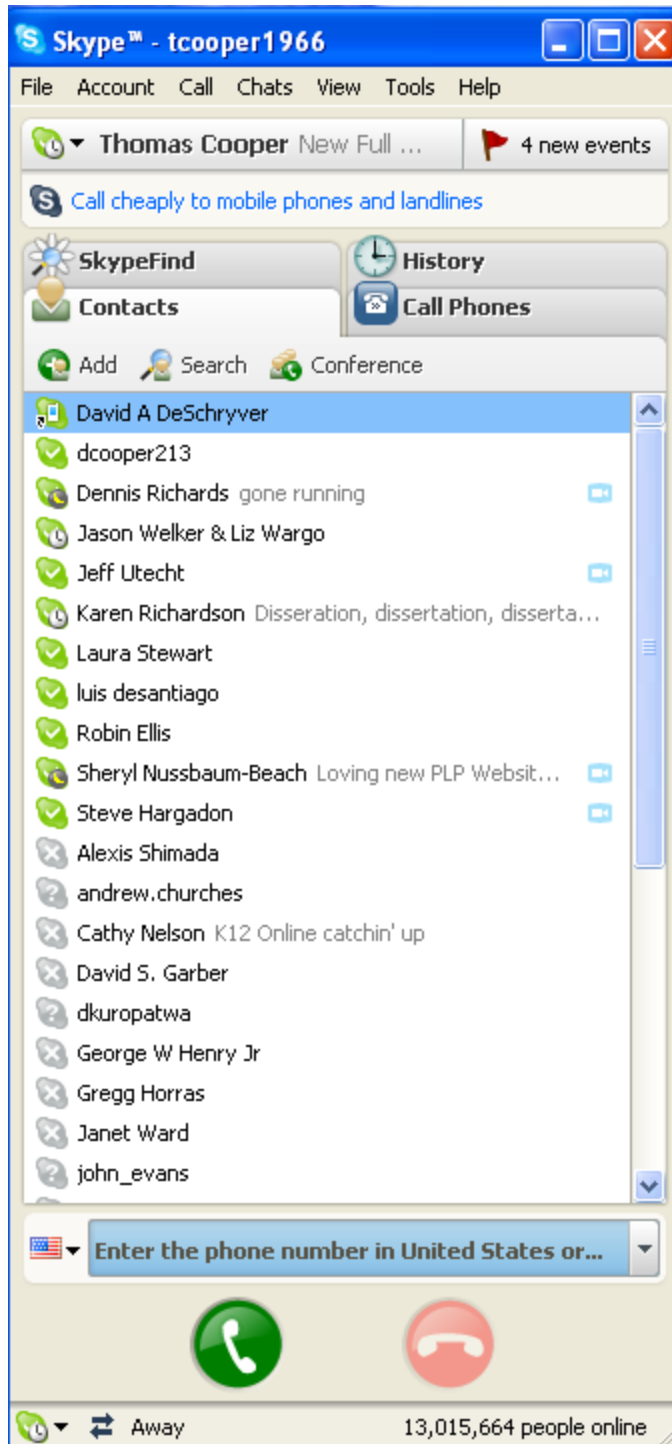 Skype™ - tcooper1966
File Account Call Chats View Tools Help
Thomas Cooper New Full ... 4 new events
Call cheaply to mobile phones and landlines
SkypeFind History
Contacts Call Phones
Add Search Conference
David A DeSchryver
dcooper213
Dennis Richards gone running
Jason Welker & Liz Wargo
Jeff Utecht
Karen Richardson Disseration, dissertation, disserta...
Laura Stewart
luis desantiago
Robin Ellis
Sheryl Nussbaum-Beach Loving new PLP Websit...
Steve Hargadon
Alexis Shimada
andrew.churches
Cathy Nelson K12 Online catchin' up
David S. Garber
dkuropatwa
George W Henry Jr
Gregg Horras
Janet Ward
john_evans
Enter the phone number in United States or...
Away 13,015,664 people online